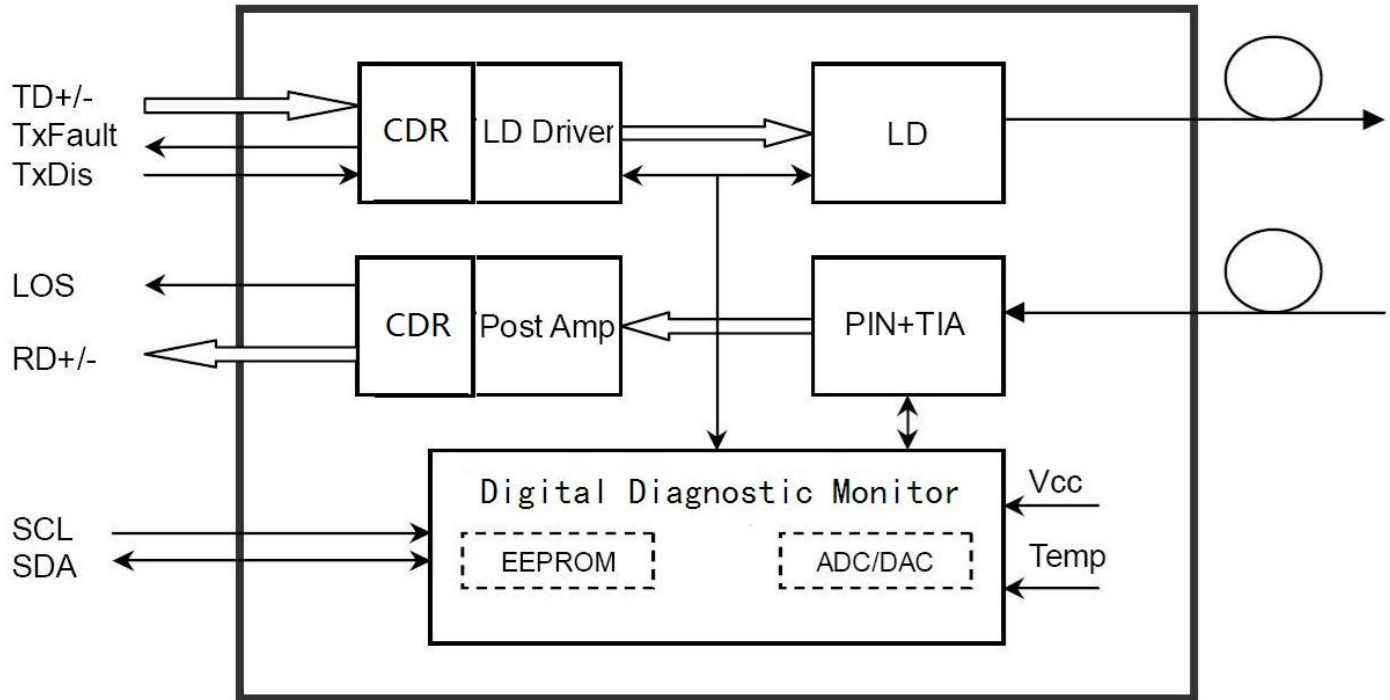 TD+/-
TxFault
TxDis
CDR
LD Driver
LD
LOS
RD+/-
CDR
Post Amp
PIN+TIA
Digital Diagnostic Monitor
EEPROM
ADC/DAC
SCL
SDA
Vcc
Temp